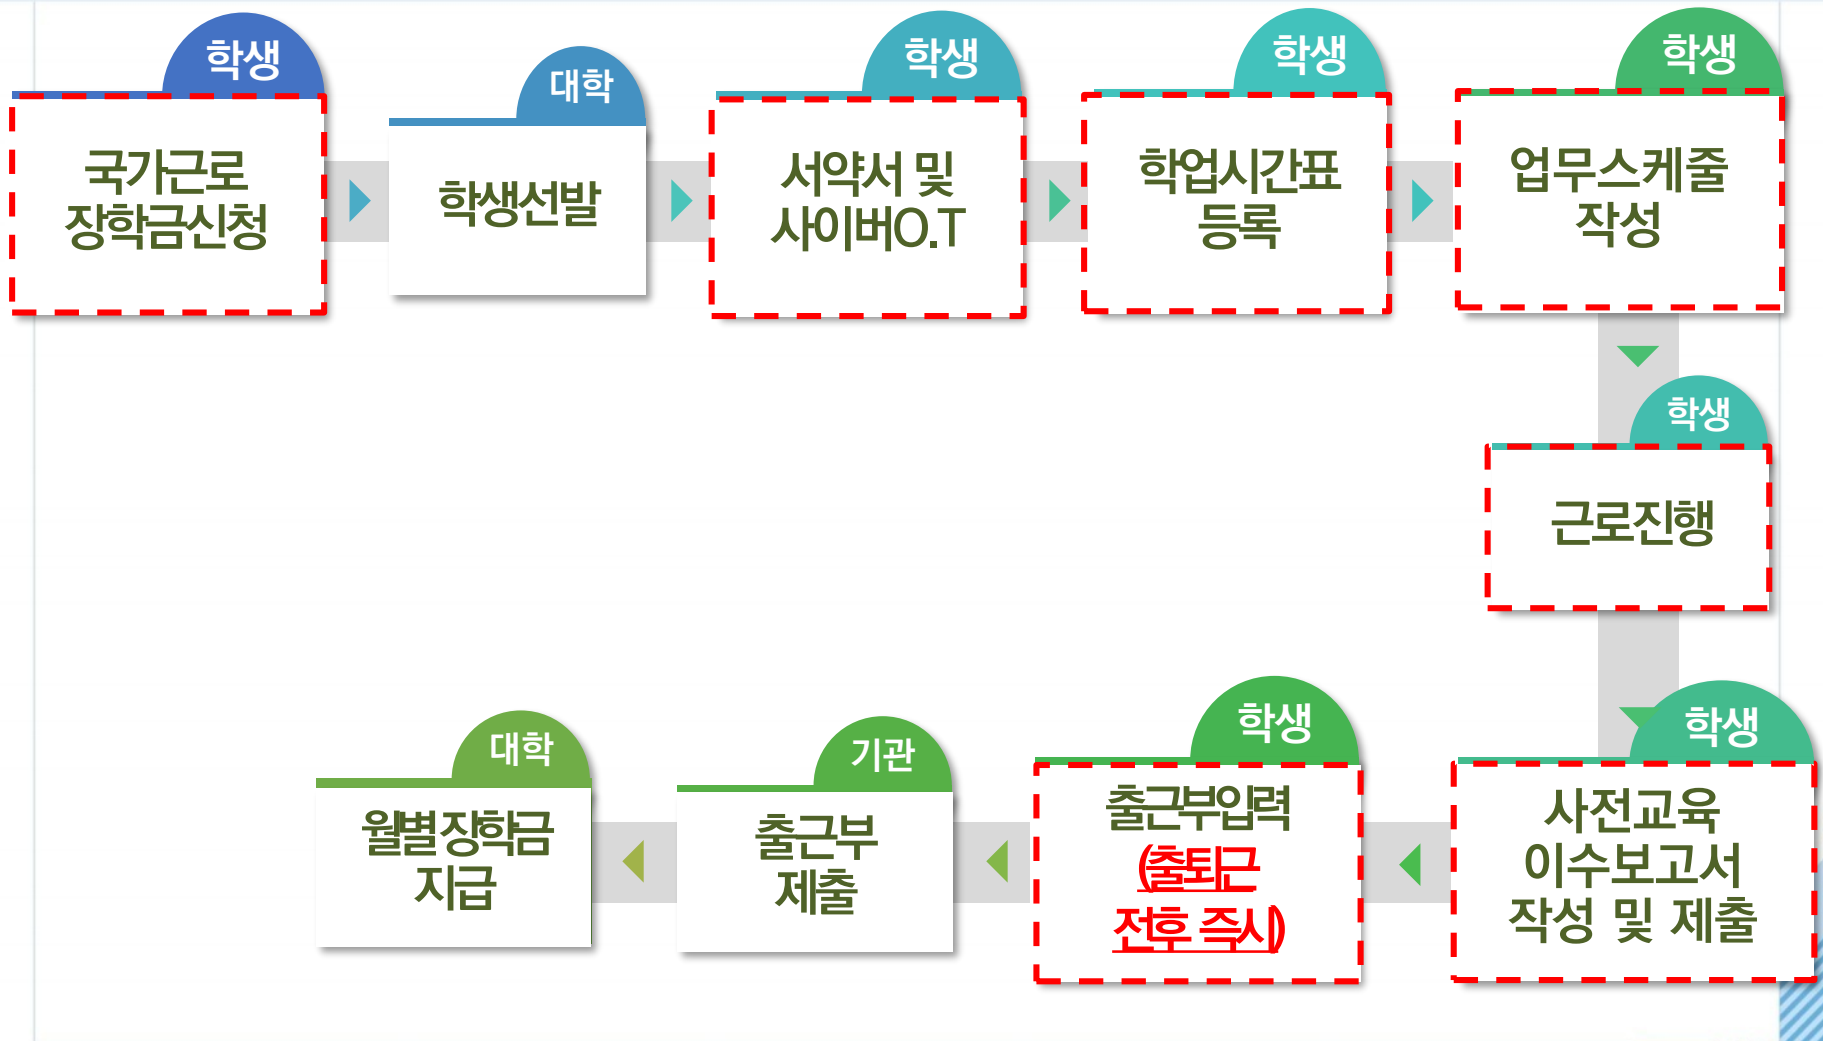 학생
국가근로
장학금신청
대학
학생선발
학생
서약서 및
사이버O.T
학생
학업시간표
등록
학생
업무스케줄
작성
학생
근로진행
학생
사전교육
이수보고서
작성 및 제출
학생
출근부입력
(출퇴근
전후 즉시)
기관
출근부
제출
대학
월별 장학금
지급